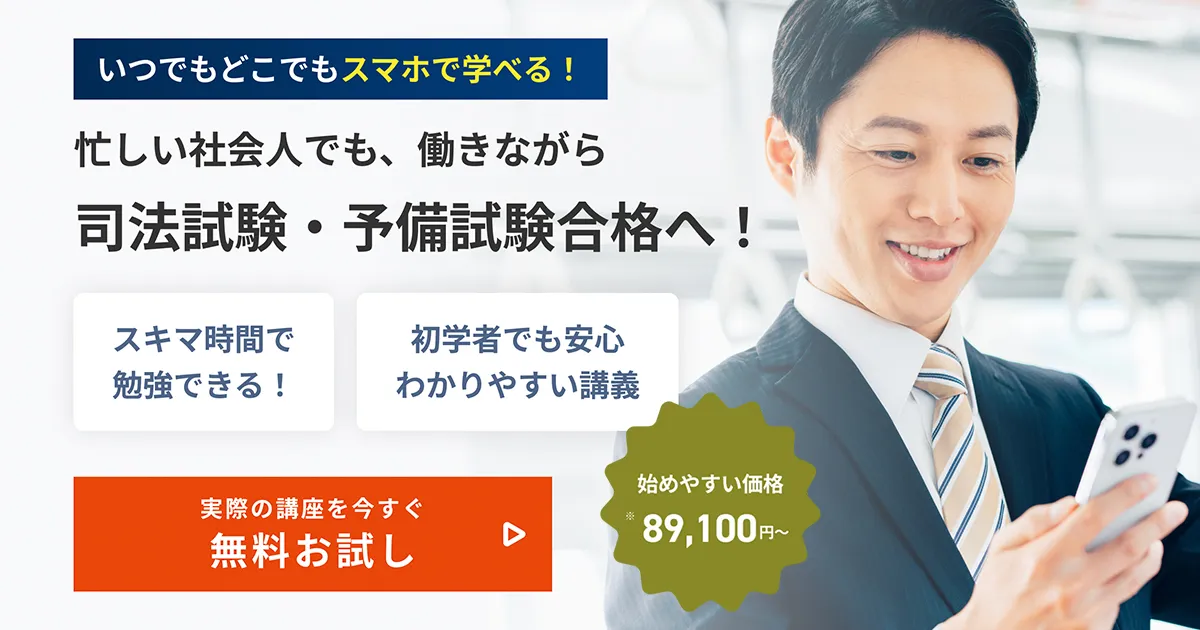 いつでもどこでもスマホで学べる！
忙しい社会人でも、働きながら
司法試験・予備試験合格へ！
スキマ時間で
勉強できる！
初学者でも安心
わかりやすい講義
実際の講座を今すぐ
無料お試し
始めやすい価格
※89,100円～